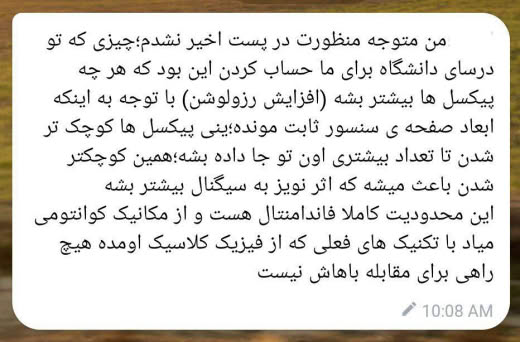 من متوجه منظورت در پست اخیر نشدم؛چیزی که تو
درسای دانشگاه برای ما حساب کردن این بود که هر چه
پیکسل ها بیشتر بشه (افزایش رزولوشن) با توجه به اینکه
ابعاد صفحه ی سنسور ثابت مونده؛ینی پیکسل ها کوچک تر
شدن تا تعداد بیشتری اون تو جا داده بشه؛همین کوچکتر
شدن باعث میشه که اثر نویز به سیگنال بیشتر بشه
این محدودیت کاملا فاندامنتال هست و از مکانیک کوانتومی
میاد با تکنیک های فعلی که از فیزیک کلاسیک اومده هیچ
راهی برای مقابله باهاش نیست
10:08 AM